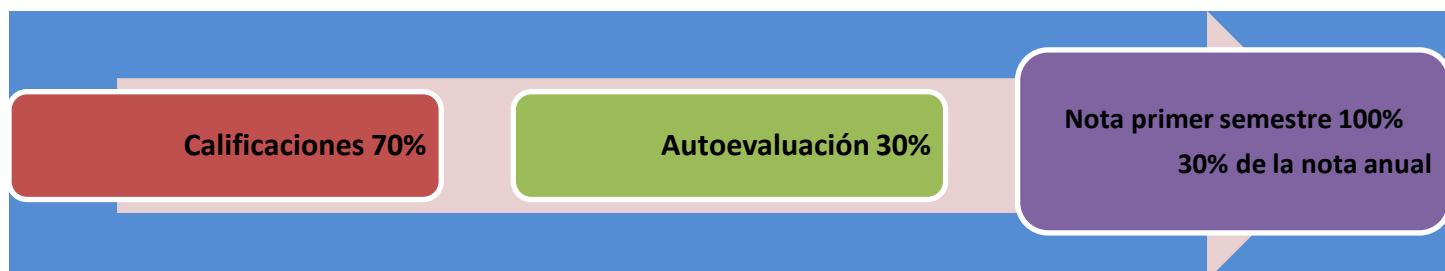 Calificaciones 70%
Autoevaluación 30%
Nota primer semestre 100%
30% de la nota anual